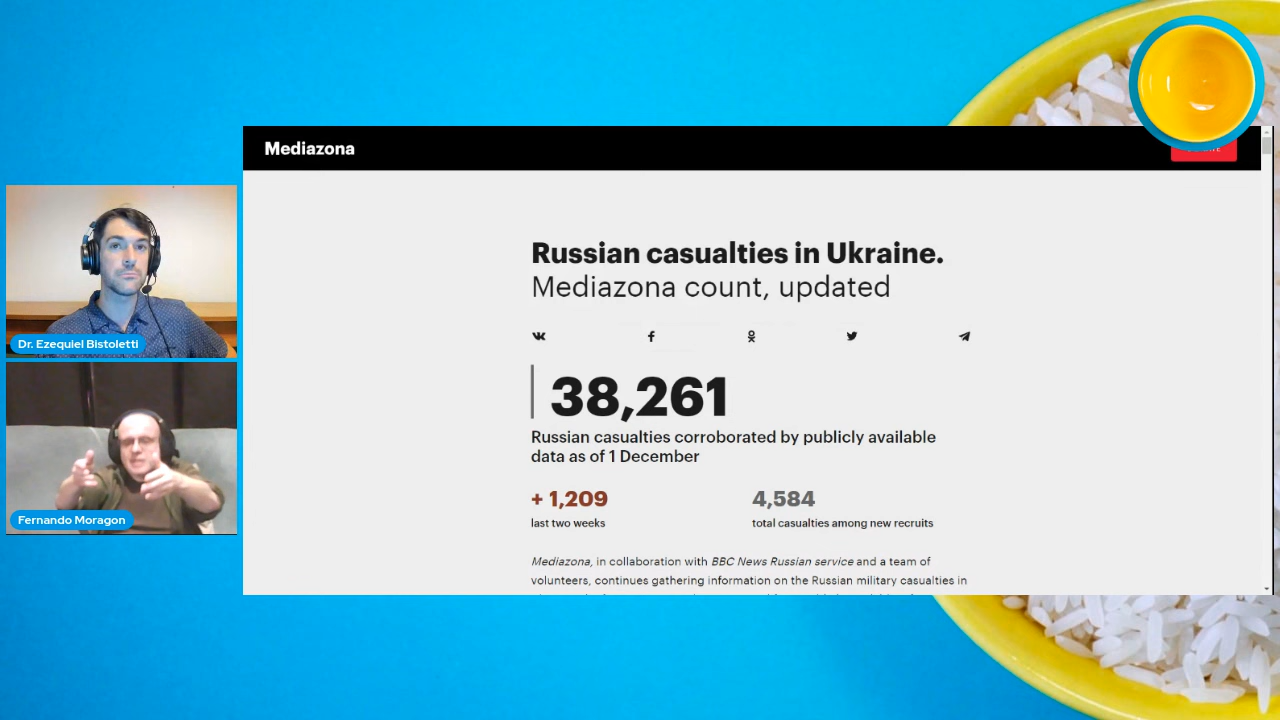 Mediazona
Russian casualties in Ukraine.
Mediazona count, updated
38,261
Russian casualties corroborated by publicly available
data as of 1 December
+ 1,209
4,584
last two weeks
total casualties among new recruits
Mediazona, in collaboration with BBC News Russian service and a team of
volunteers, continues gathering information on the Russian military casualties in
Dr. Ezequiel Bistoletti
Fernando Moragon